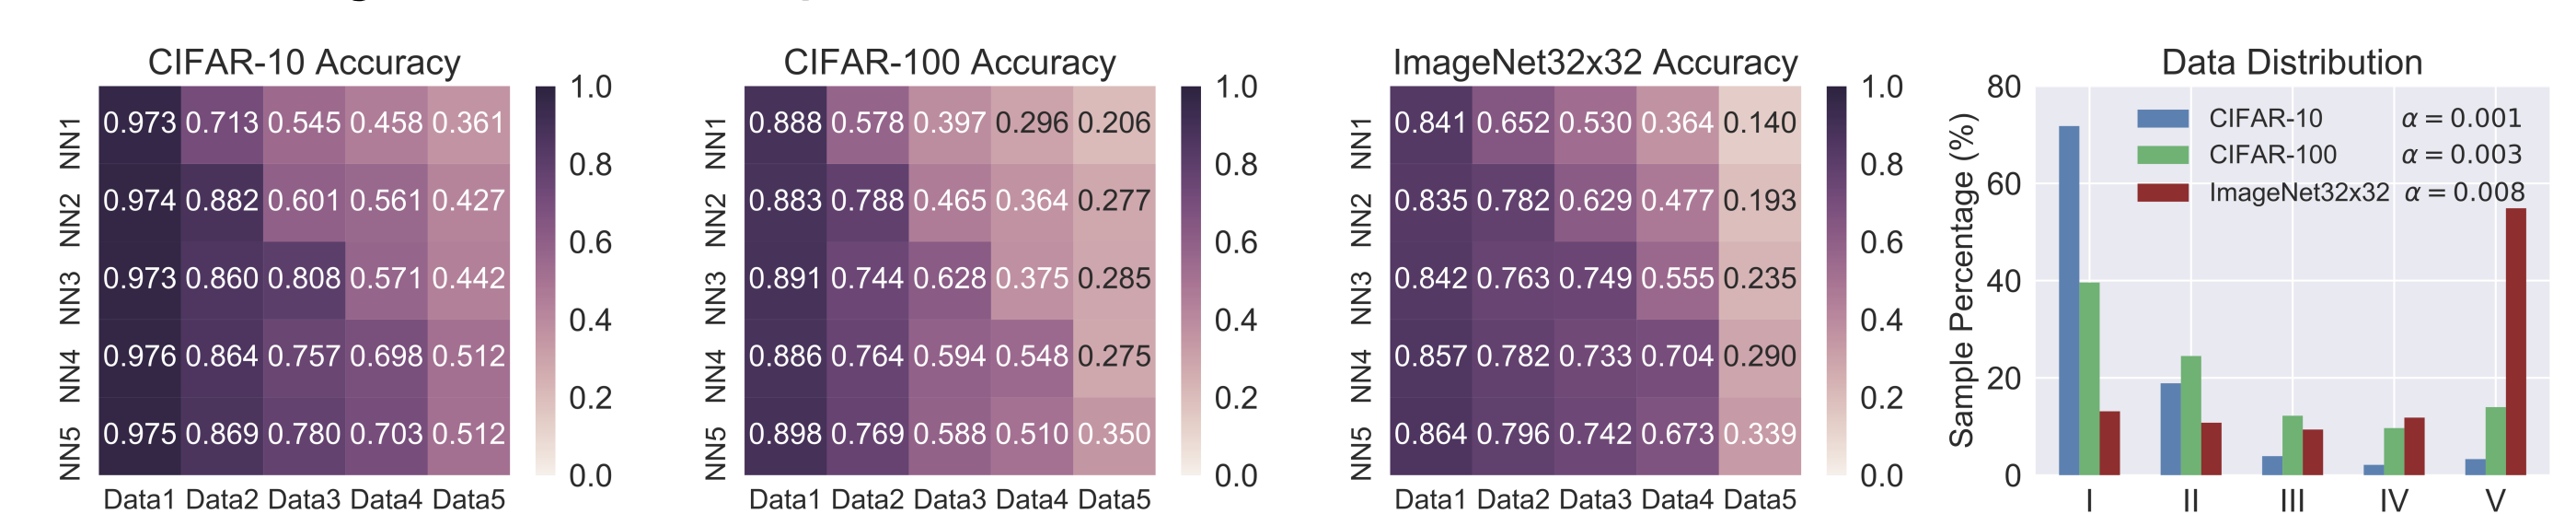 CIFAR-10 Accuracy
NN1 0.973 0.713 0.545 0.458 0.361
NN2 0.974 0.882 0.601 0.561 0.427
NN3 0.973 0.860 0.808 0.571 0.442
NN4 0.976 0.864 0.757 0.698 0.512
NN5 0.975 0.869 0.780 0.703 0.512
Data1 Data2 Data3 Data4 Data5
1.0
0.8
0.6
0.4
0.2
0.0
CIFAR-100 Accuracy
NN1 0.888 0.578 0.397 0.296 0.206
NN2 0.883 0.788 0.465 0.364 0.277
NN3 0.891 0.744 0.628 0.375 0.285
NN4 0.886 0.764 0.594 0.548 0.275
NN5 0.898 0.769 0.588 0.510 0.350
Data1 Data2 Data3 Data4 Data5
1.0
0.8
0.6
0.4
0.2
0.0
ImageNet32x32 Accuracy
NN1 0.841 0.652 0.530 0.364 0.140
NN2 0.835 0.782 0.629 0.477 0.193
NN3 0.842 0.763 0.749 0.555 0.235
NN4 0.857 0.782 0.733 0.704 0.290
NN5 0.864 0.796 0.742 0.673 0.339
Data1 Data2 Data3 Data4 Data5
1.0
0.8
0.6
0.4
0.2
0.0
Data Distribution
Sample Percentage (%)
80
60
40
20
0
CIFAR-10 α = 0.001
CIFAR-100 α = 0.003
ImageNet32x32 α = 0.008
I II III IV V